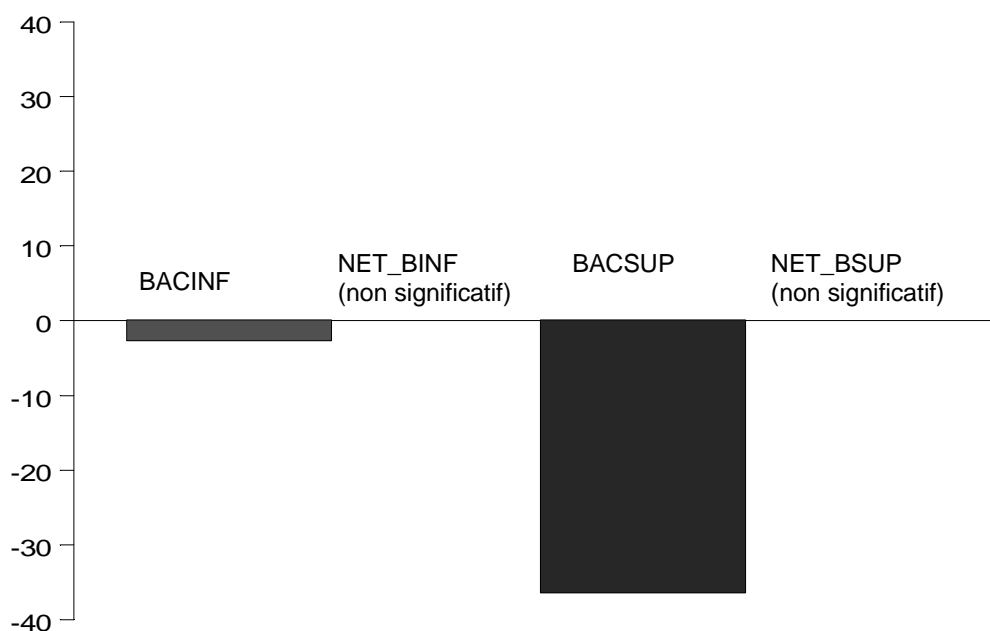 40
30
20
10
0
-10
-20
-30
-40
BACINF
NET_BINF
(non significatif)
BACSUP
NET_BSUP
(non significatif)